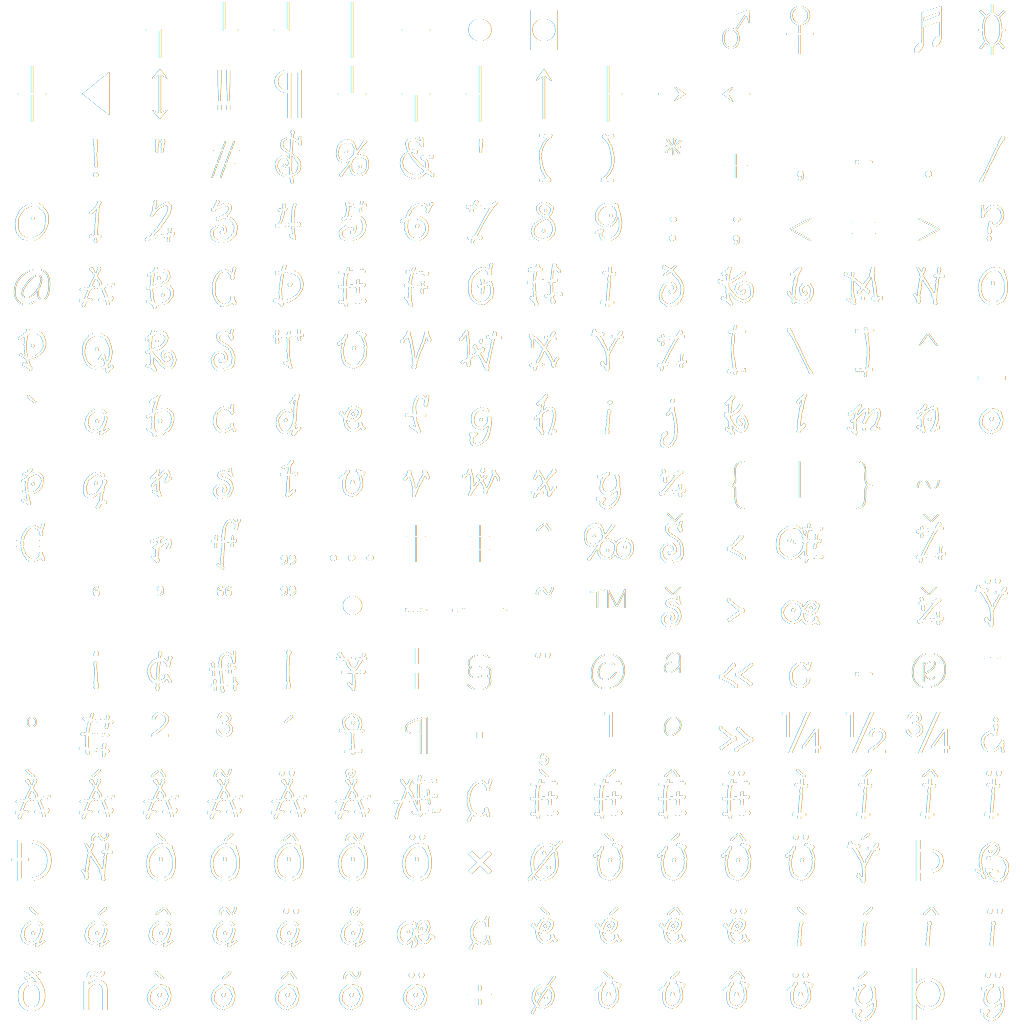 ┐ └ ┴ │ ─ • ◘ ♂ ♀ ♬ ☼
┼ ◄ ↕ ‼ ¶ ┴ ┬ ┤ ↑ ├ → ←
! " // $ % & ' ( ) * + , - . /
0 1 2 3 4 5 6 7 8 9 : ; < = > ?
@ A B C D E F G H I J K L M N O
P Q R S T U V W X Y Z [ \ ] ^ _
` a b c d e f g h i j k l m n o
p q r s t u v w x y z { | } ~
ƒ „ … † ‡ ˆ ‰ Š ‹ Œ Ž
‘ ’ “ ” • – — ˜ ™ š › œ ž Ÿ
¡ ¢ ¥ ¦ § ¨ © ª « ¬ - ® ¯
° ² ³ ´ ¶ · ¹ º » ¼ ½ ¾ ¿
À Á Â Ã Ä Å Æ Ç È É Ê Ë Ì Í Î Ï
Ð Ñ Ò Ó Ô Õ Ö × Ø Ù Ú Û Ü Ý Þ ß
à á â ã ä å æ ç è é ê ë ì í î ï
ñ ò ó ô õ ö ÷ ø ù ú û ü ý þ ÿ